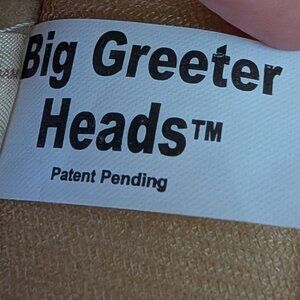 Big Greeter
Heads™
Patent Pending